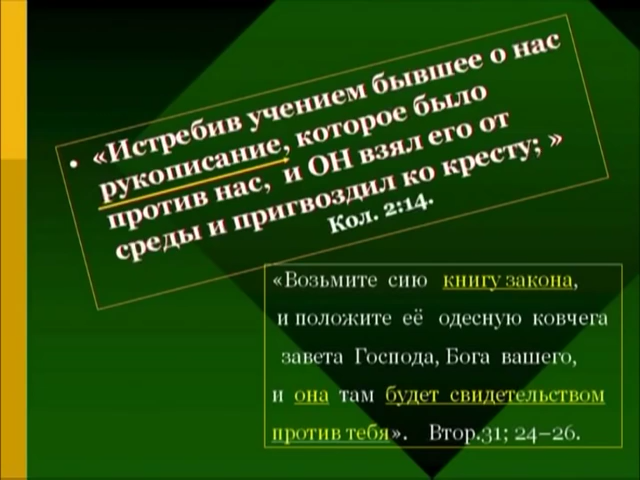 • «Истребив учением бывшее о нас
рукописание, которое было
против нас, и ОН взял его от
среды и пригвоздил ко кресту; »
Кол. 2:14.
«Возьмите сию книгу закона,
и положите её одесную ковчега
завета Господа, Бога вашего,
и она там будет свидетельством
против тебя». Втор.31; 24–26.